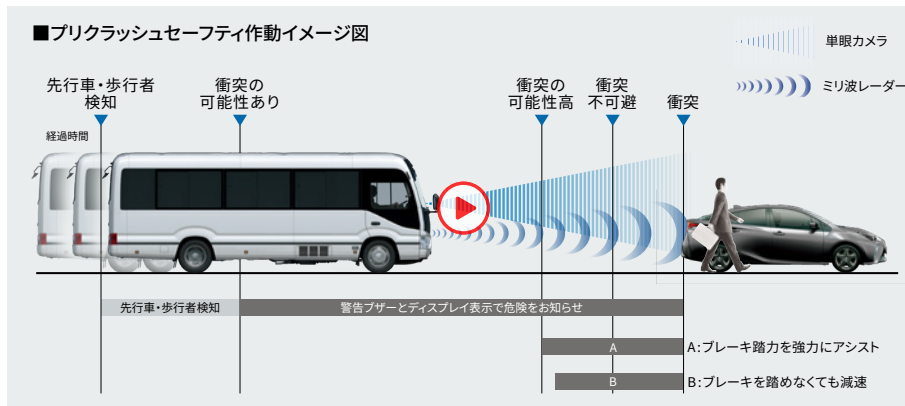 ■プリクラッシュセーフティ作動イメージ図
単眼カメラ
ミリ波レーダー
先行車・歩行者
検知
衝突の
可能性あり
衝突の
可能性高
衝突
不可避
衝突
経過時間
先行車・歩行者検知
警告ブザーとディスプレイ表示で危険をお知らせ
A
A:ブレーキ踏力を強力にアシスト
B
B:ブレーキを踏めなくても減速